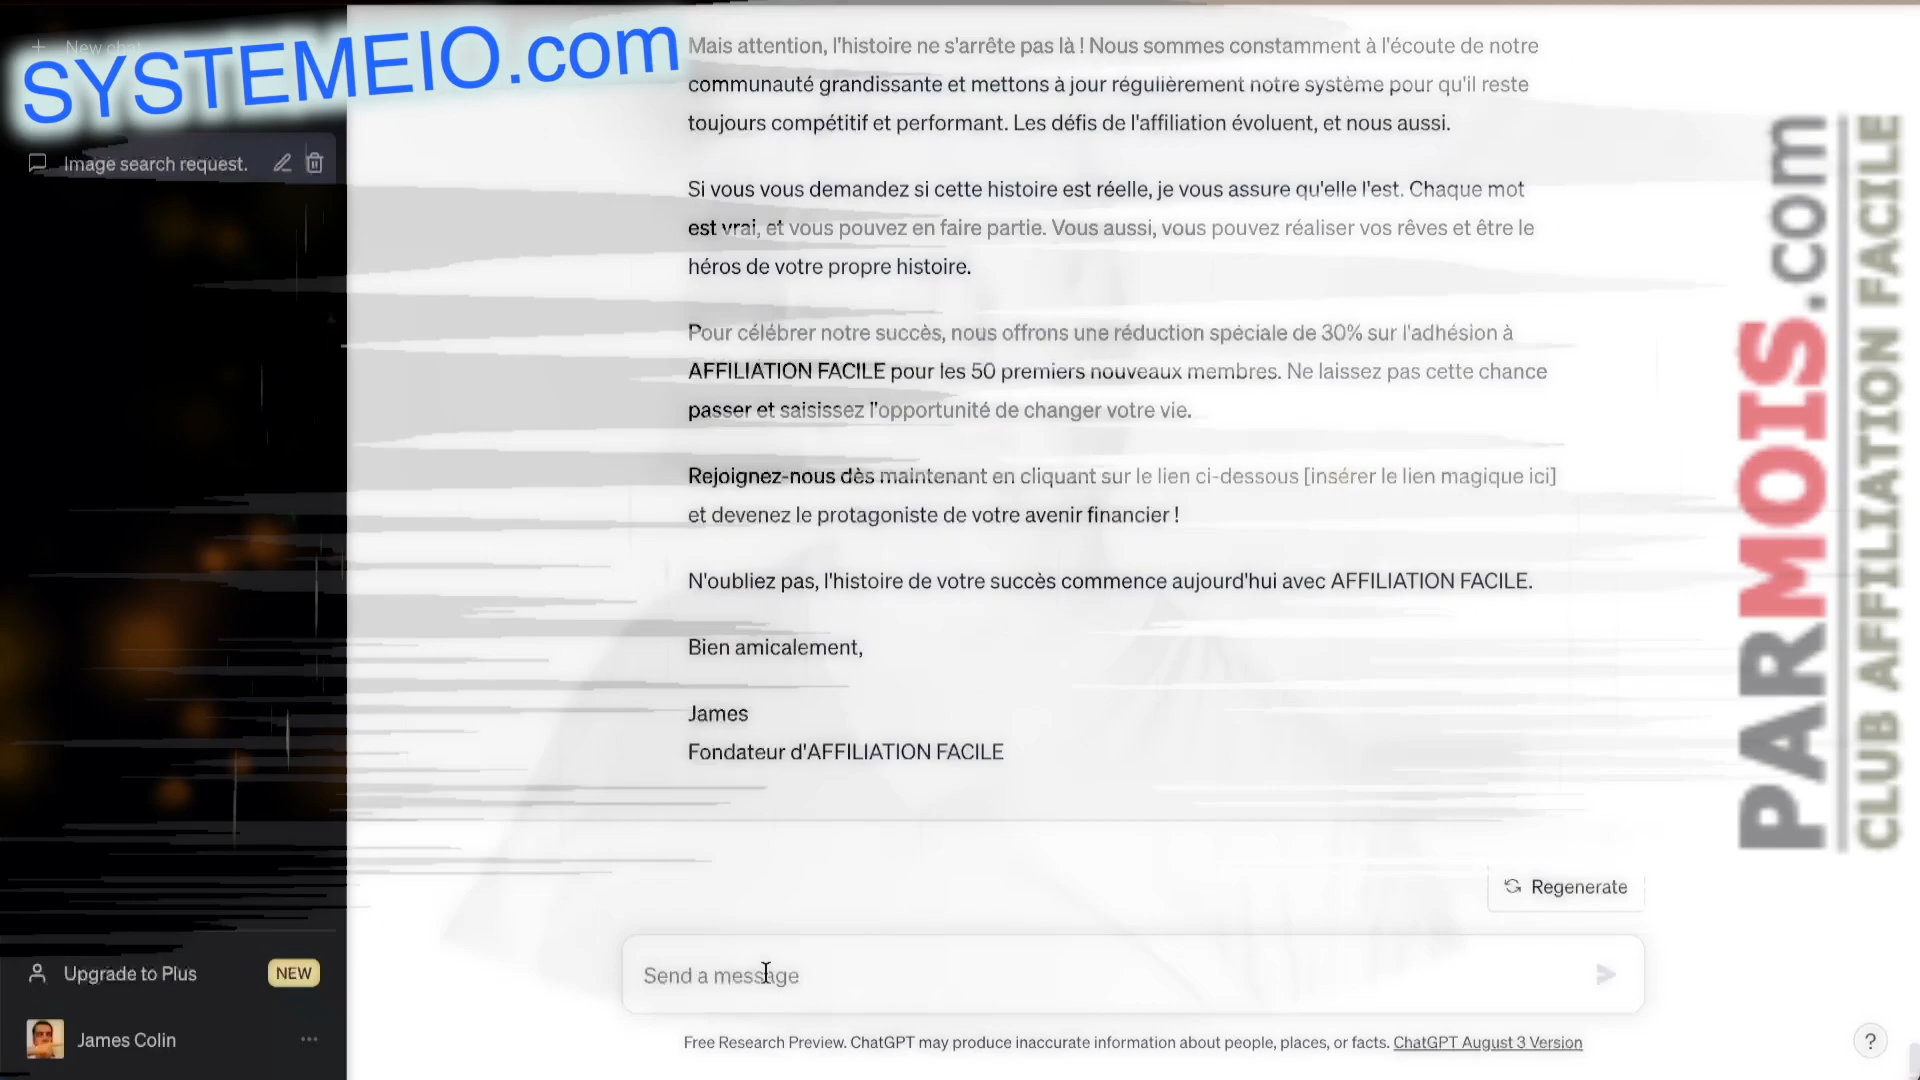 New chat
SYSTEMEIO.com
Image search request.
Mais attention, l'histoire ne s'arrête pas là ! Nous sommes constamment à l'écoute de notre
communauté grandissante et mettons à jour régulièrement notre système pour qu'il reste
toujours compétitif et performant. Les défis de l'affiliation évoluent, et nous aussi.
Si vous vous demandez si cette histoire est réelle, je vous assure qu'elle l'est. Chaque mot
est vrai, et vous pouvez en faire partie. Vous aussi, vous pouvez réaliser vos rêves et être le
héros de votre propre histoire.
Pour célébrer notre succès, nous offrons une réduction spéciale de 30% sur l'adhésion à
AFFILIATION FACILE pour les 50 premiers nouveaux membres. Ne laissez pas cette chance
passer et saisissez l'opportunité de changer votre vie.
Rejoignez-nous dès maintenant en cliquant sur le lien ci-dessous [insérer le lien magique ici]
et devenez le protagoniste de votre avenir financier !
N'oubliez pas, l'histoire de votre succès commence aujourd'hui avec AFFILIATION FACILE.
Bien amicalement,
James
Fondateur d'AFFILIATION FACILE
Regenerate
Send a message
Free Research Preview. ChatGPT may produce inaccurate information about people, places, or facts. ChatGPT August 3 Version
Upgrade to Plus
NEW
James Colin
?
PARMOIS.com
CLUB AFFILIATION FACILE